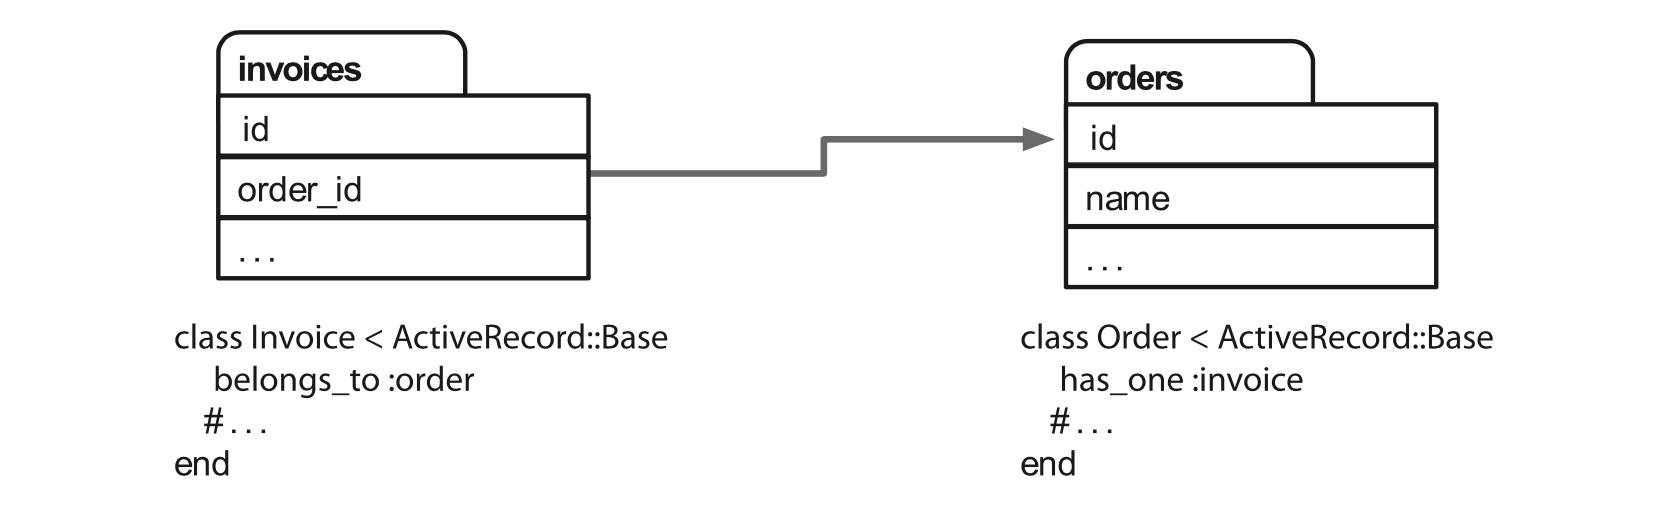 invoices
id
order_id
...
class Invoice < ActiveRecord::Base
belongs_to :order
#...
end
orders
id
name
...
class Order < ActiveRecord::Base
has_one :invoice
#...
end